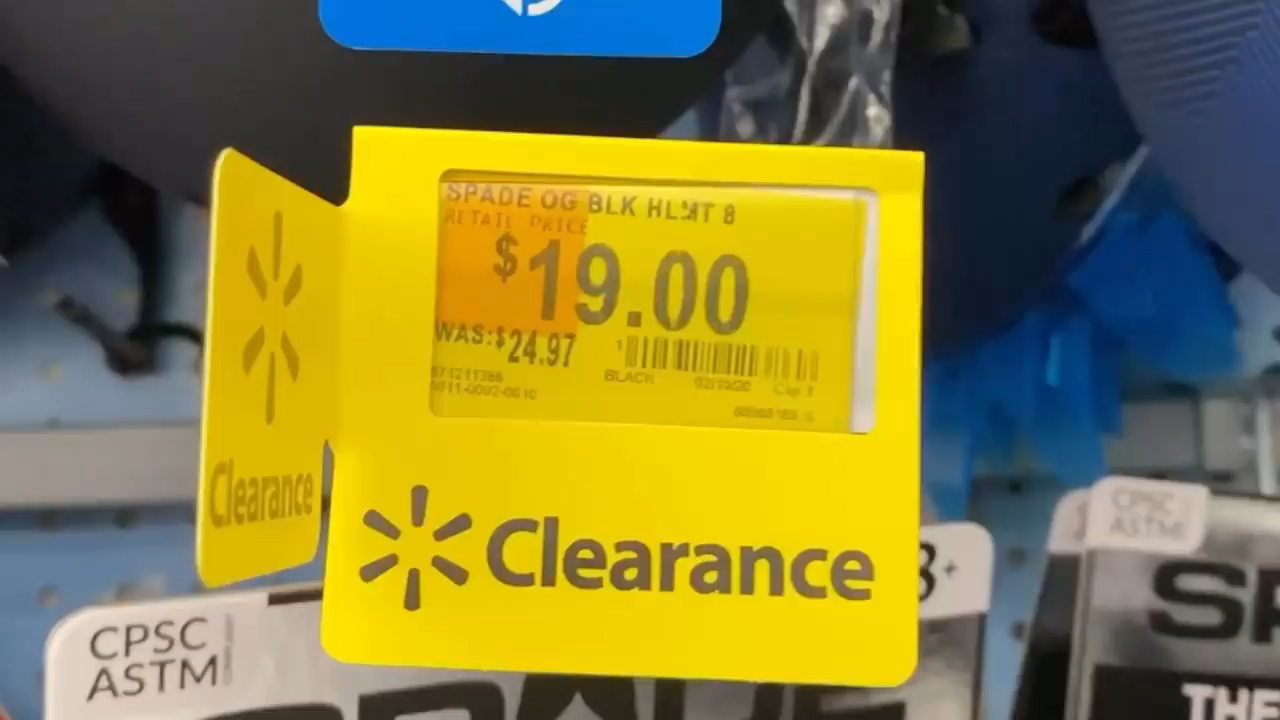 SPADE OG BLK HLMT 8
RETAIL PRICE
$19.00
WAS:$24.97
BLACK
Clearance
Clearance
CPSC
ASTM
8+
CPSC
ASTM
THE